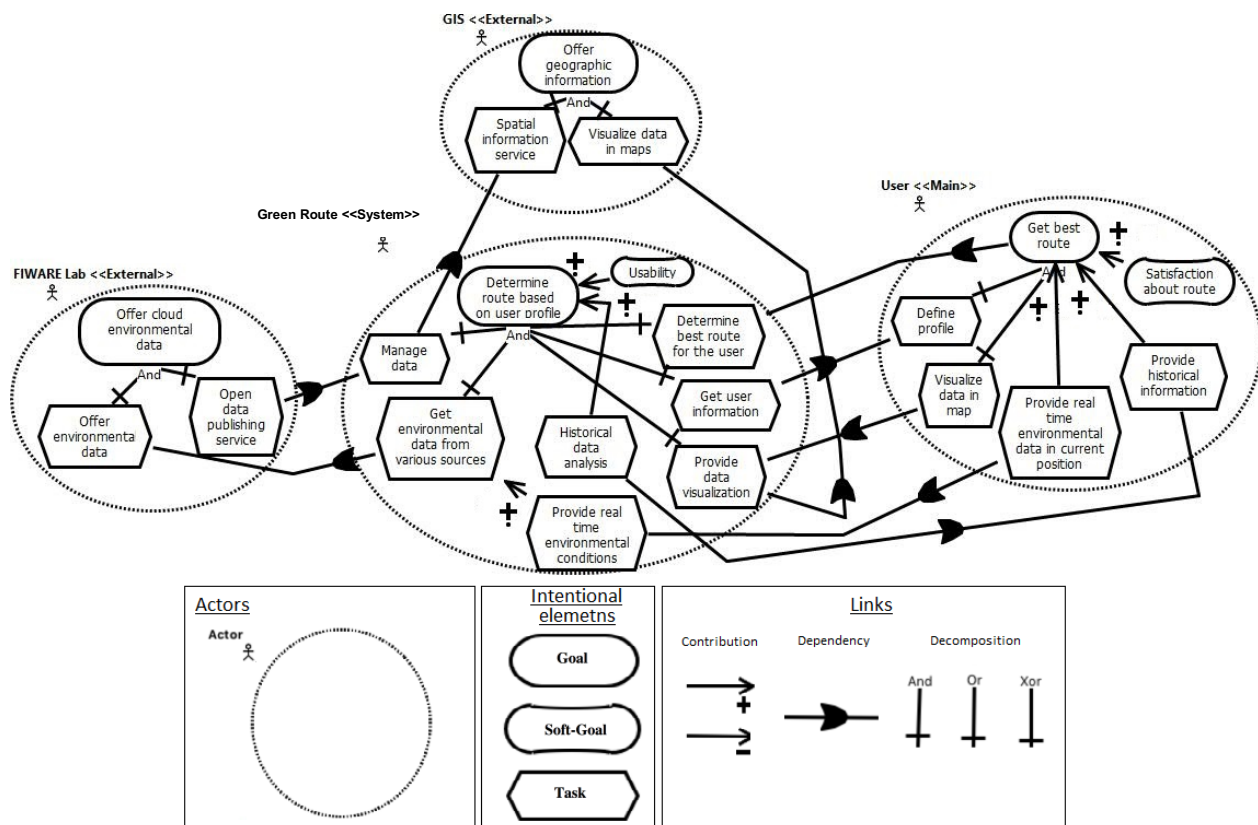 GIS <<External>>
Offer
geographic
information
And
Spatial
information
service
Visualize data
in maps
User <<Main>>
Get best
route
And
Satisfaction
about route
Define
profile
Visualize
data in
map
Provide real
time
environmental
data in current
position
Provide
historical
information
Green Route <<System>>
Determine
route based
on user profile
And
Usability
Manage
data
Determine
best route
for the user
Get user
information
Get
environmental
data from
various sources
Historical
data
analysis
Provide
data
visualization
Provide real
time
environmental
conditions
FIWARE Lab <<External>>
Offer cloud
environmental
data
And
Offer
environmental
data
Open
data
publishing
service
Actors
Actor
Intentional
elemetns
Goal
Soft-Goal
Task
Links
Contribution
Dependency
Decomposition
And
Or
Xor